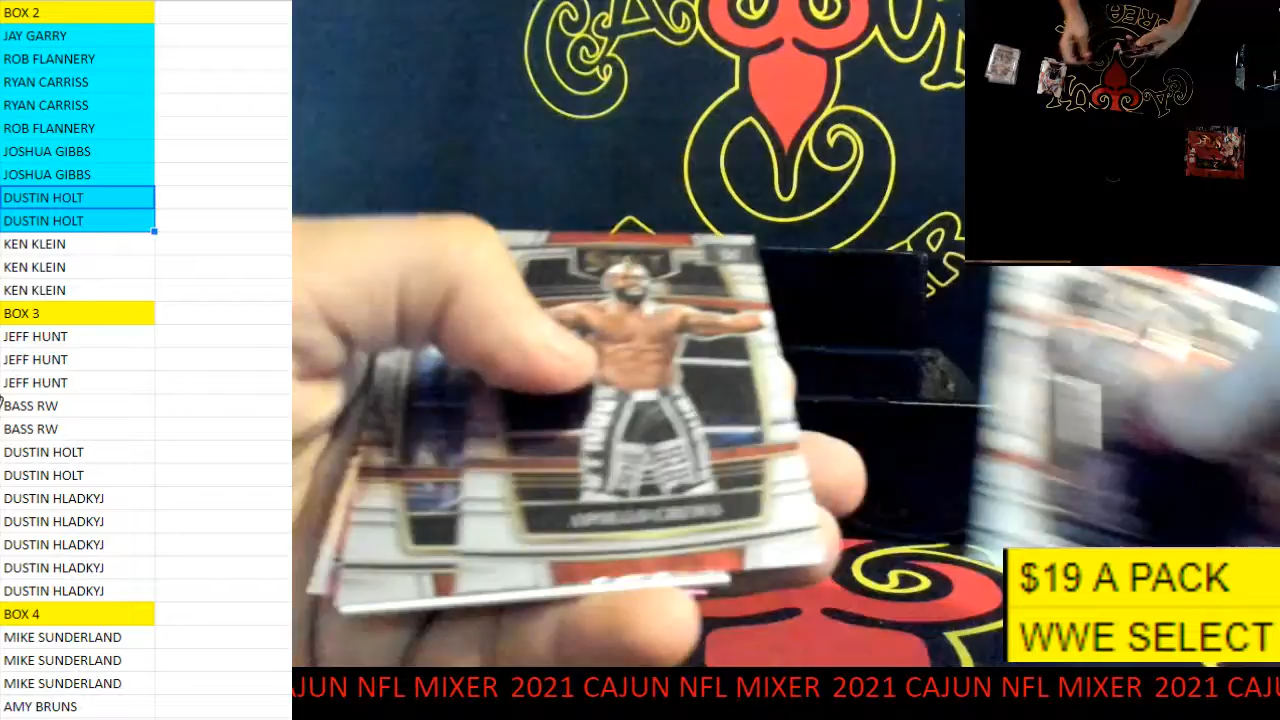 BOX 2
JAY GARRY
ROB FLANNERY
RYAN CARRISS
RYAN CARRISS
ROB FLANNERY
JOSHUA GIBBS
JOSHUA GIBBS
DUSTIN HOLT
DUSTIN HOLT
KEN KLEIN
KEN KLEIN
KEN KLEIN
BOX 3
JEFF HUNT
JEFF HUNT
JEFF HUNT
BASS RW
BASS RW
DUSTIN HOLT
DUSTIN HOLT
DUSTIN HLADKYJ
DUSTIN HLADKYJ
DUSTIN HLADKYJ
DUSTIN HLADKYJ
DUSTIN HLADKYJ
BOX 4
MIKE SUNDERLAND
MIKE SUNDERLAND
MIKE SUNDERLAND
AMY BRUNS
APOLLO CREWS
$19 A PACK
WWE SELECT
AJUN NFL MIXER 2021 CAJUN NFL MIXER 2021 CAJUN NFL MIXER 2021 CAJU